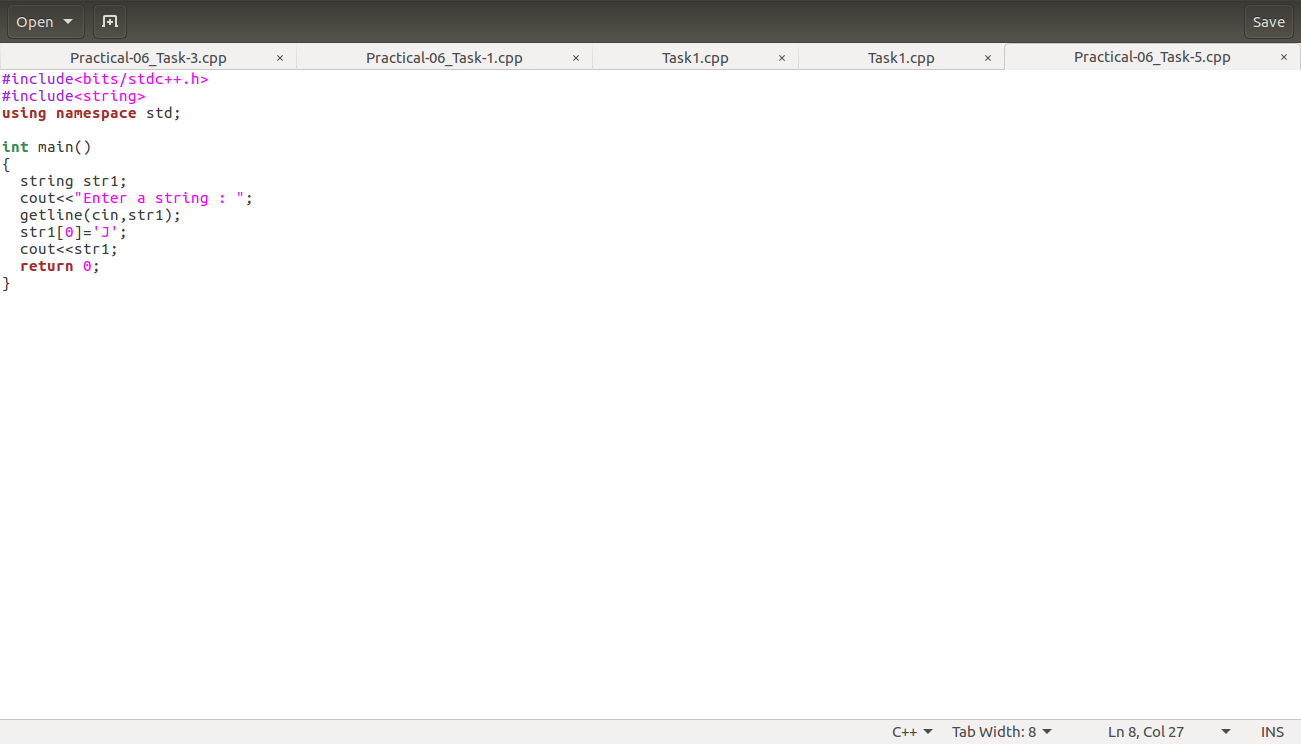 Open Save
Practical-06_Task-3.cpp × Practical-06_Task-1.cpp × Task1.cpp × Task1.cpp × Practical-06_Task-5.cpp ×
#include<bits/stdc++.h>
#include<string>
using namespace std;
int main()
{
string str1;
cout<<"Enter a string : ";
getline(cin,str1);
str1[0]='J';
cout<<str1;
return 0;
}
C++ Tab Width: 8 Ln 8, Col 27 INS